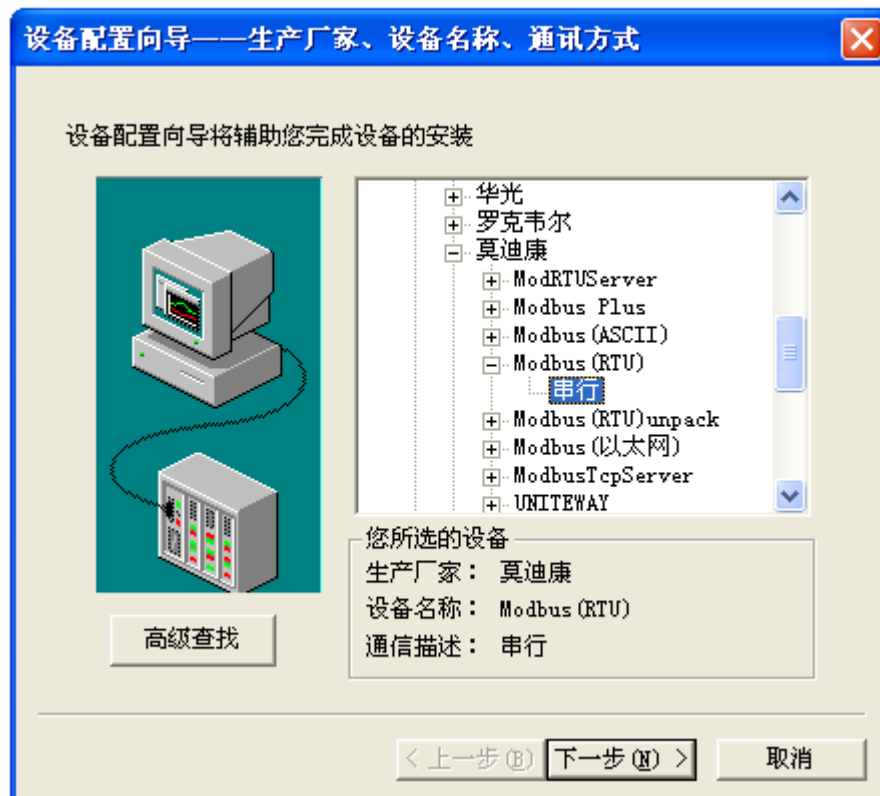 设备配置向导——生产厂家、设备名称、通讯方式
设备配置向导将辅助您完成设备的安装
华光
罗克韦尔
莫迪康
ModRTUServer
Modbus Plus
Modbus(ASCII)
Modbus(RTU)
串行
Modbus(RTU)unpack
Modbus(以太网)
ModbusTcpServer
UNITEWAY
您所选的设备
生产厂家： 莫迪康
设备名称： Modbus(RTU)
通信描述： 串行
高级查找
< 上一步(B) 下一步(N) > 取消